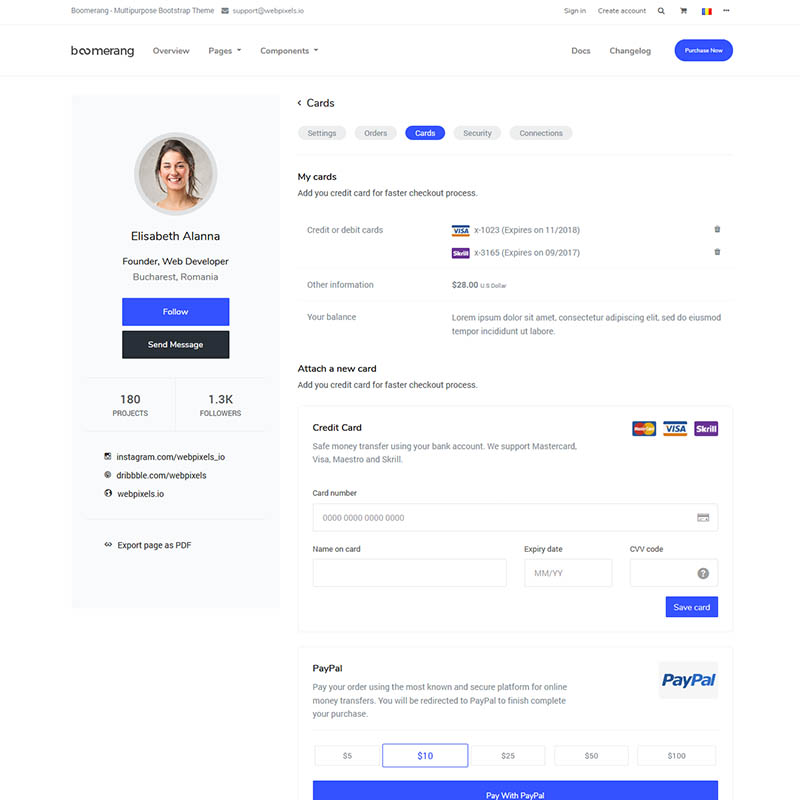 Boomerang - Multipurpose Bootstrap Theme support@webpixels.io Sign in Create account
boomerang Overview Pages Components Docs Changelog Purchase Now
Elisabeth Alanna
Founder, Web Developer
Bucharest, Romania
Follow
Send Message
180 1.3K
PROJECTS FOLLOWERS
instagram.com/webpixels_io
dribbble.com/webpixels
webpixels.io
Export page as PDF
Cards
Settings Orders Cards Security Connections
My cards
Add you credit card for faster checkout process.
Credit or debit cards VISA x-1023 (Expires on 11/2018)
Skrill x-3165 (Expires on 09/2017)
Other information $28.00 U.S Dolar
Your balance Lorem ipsum dolor sit amet, consectetur adipiscing elit, sed do eiusmod
tempor incididunt ut labore.
Attach a new card
Add you credit card for faster checkout process.
Credit Card MasterCard VISA Skrill
Safe money transfer using your bank account. We support Mastercard,
Visa, Maestro and Skrill.
Card number
0000 0000 0000 0000
Name on card Expiry date CVV code
MM/YY ?
Save card
PayPal PayPal
Pay your order using the most known and secure platform for online
money transfers. You will be redirected to PayPal to finish complete
your purchase.
$5 $10 $25 $50 $100
Pay With PayPal